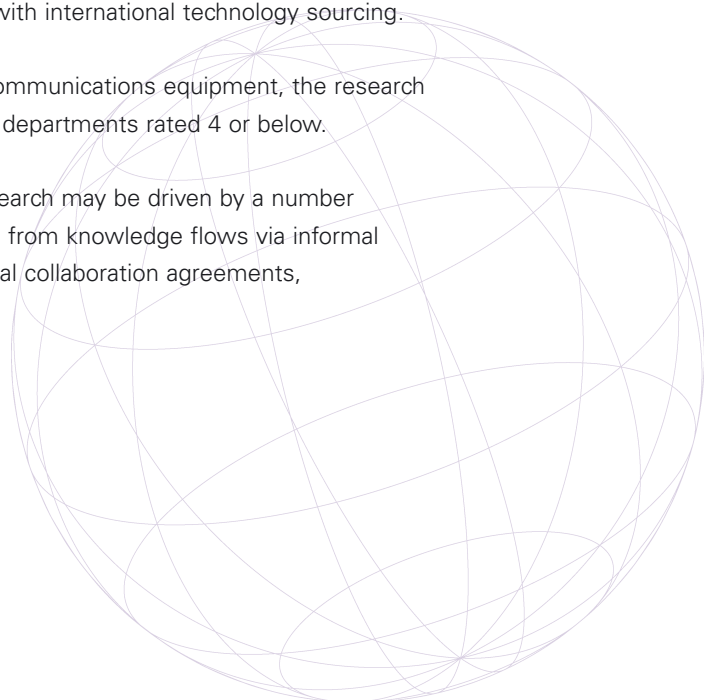 with international technology sourcing.
ommunications equipment, the research
departments rated 4 or below.
earch may be driven by a number
from knowledge flows via informal
al collaboration agreements,